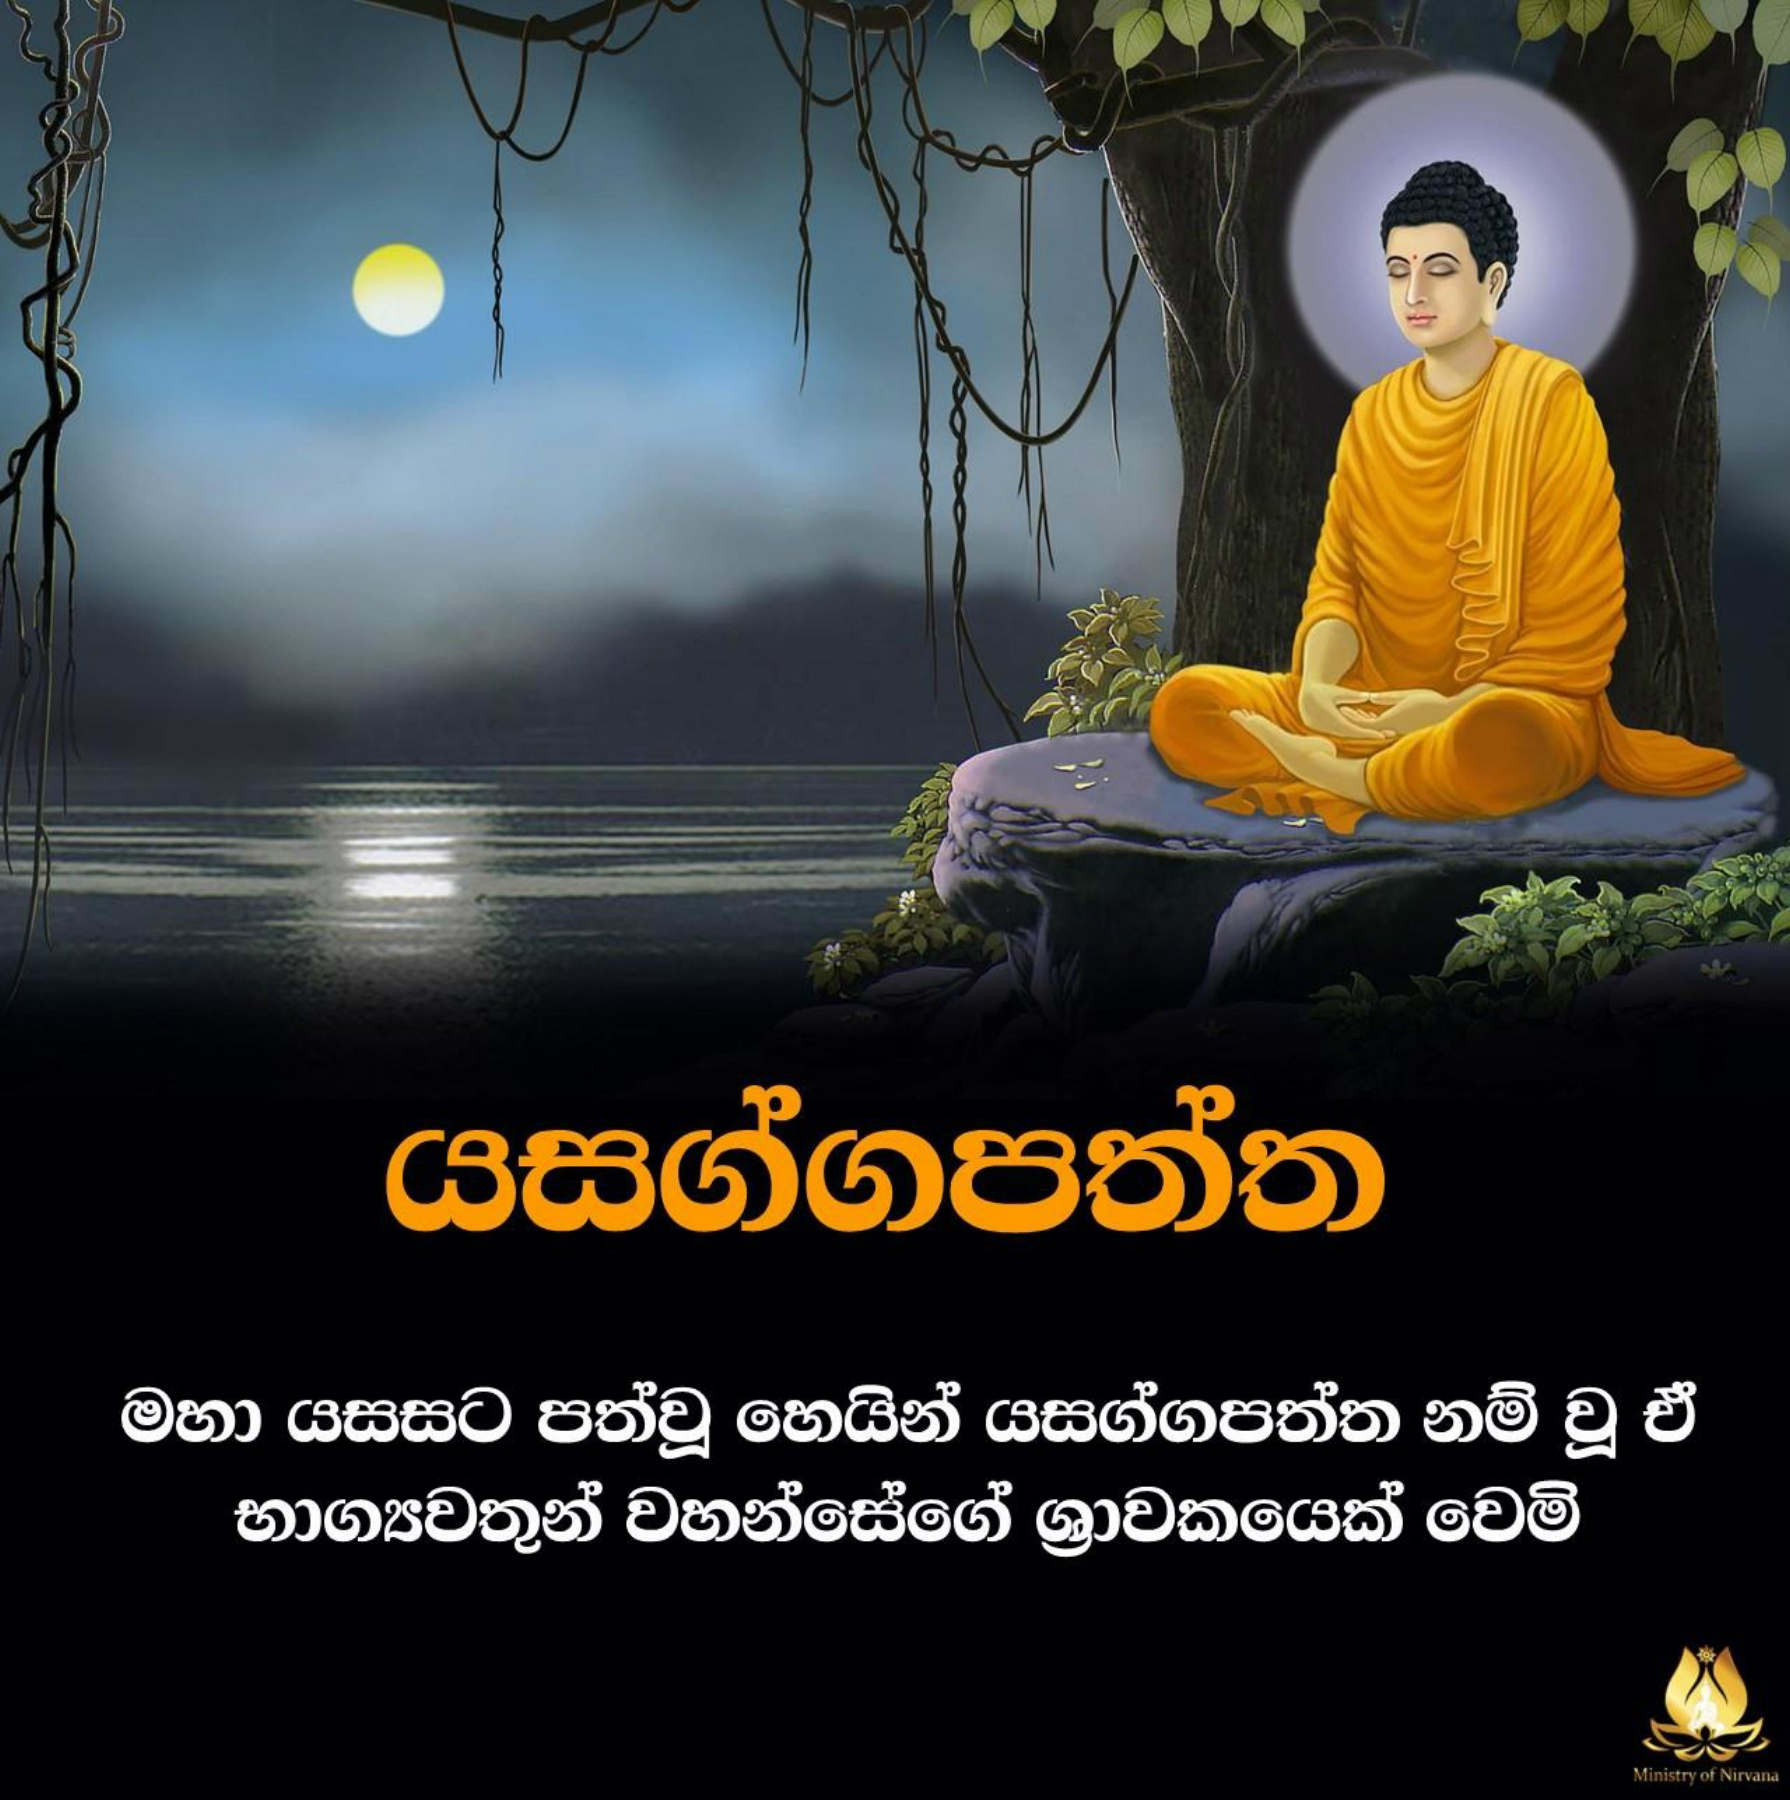 යසග්ගපත්ත
මහා යසසට පත්වූ හෙයින් යසග්ගපත්ත නම් වූ ඒ
භාග්‍යවතුන් වහන්සේගේ ශ්‍රාවකයෙක් වෙමි
Ministry of Nirvana